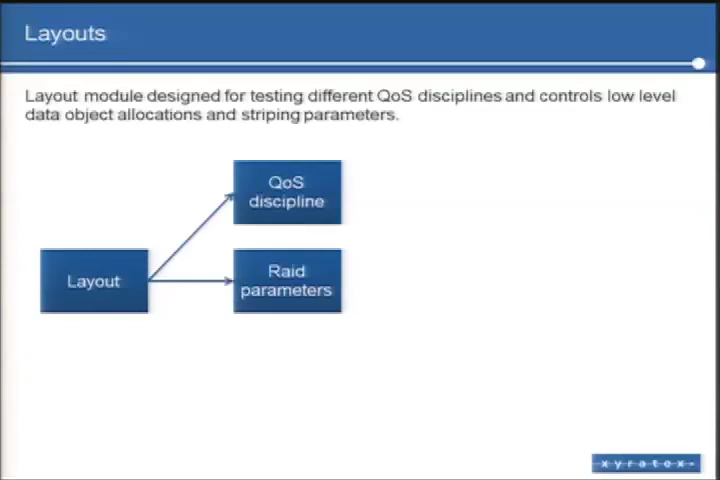 Layouts
Layout module designed for testing different QoS disciplines and controls low level
data object allocations and striping parameters.
QoS
discipline
Layout
Raid
parameters
xyratex